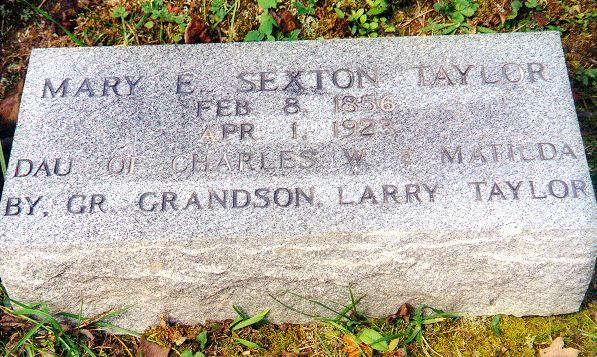 MARY E. SEXTON TAYLOR
FEB 8, 1856
APR 1, 1923
DAU OF CHARLES W & MATILDA
BY, GR GRANDSON, LARRY TAYLOR